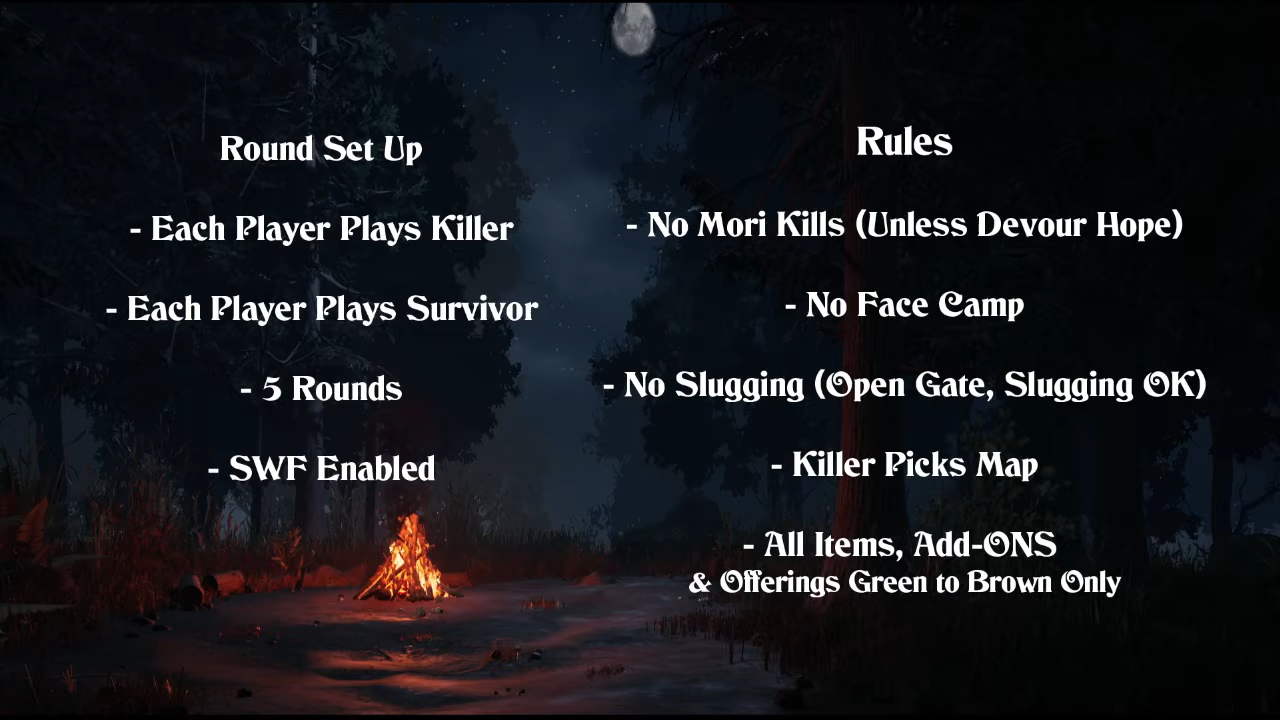 Round Set Up
- Each Player Plays Killer
- Each Player Plays Survivor
- 5 Rounds
- SWF Enabled
Rules
- No Mori Kills (Unless Devour Hope)
- No Face Camp
- No Slugging (Open Gate, Slugging OK)
- Killer Picks Map
- All Items, Add-ONS
& Offerings Green to Brown Only